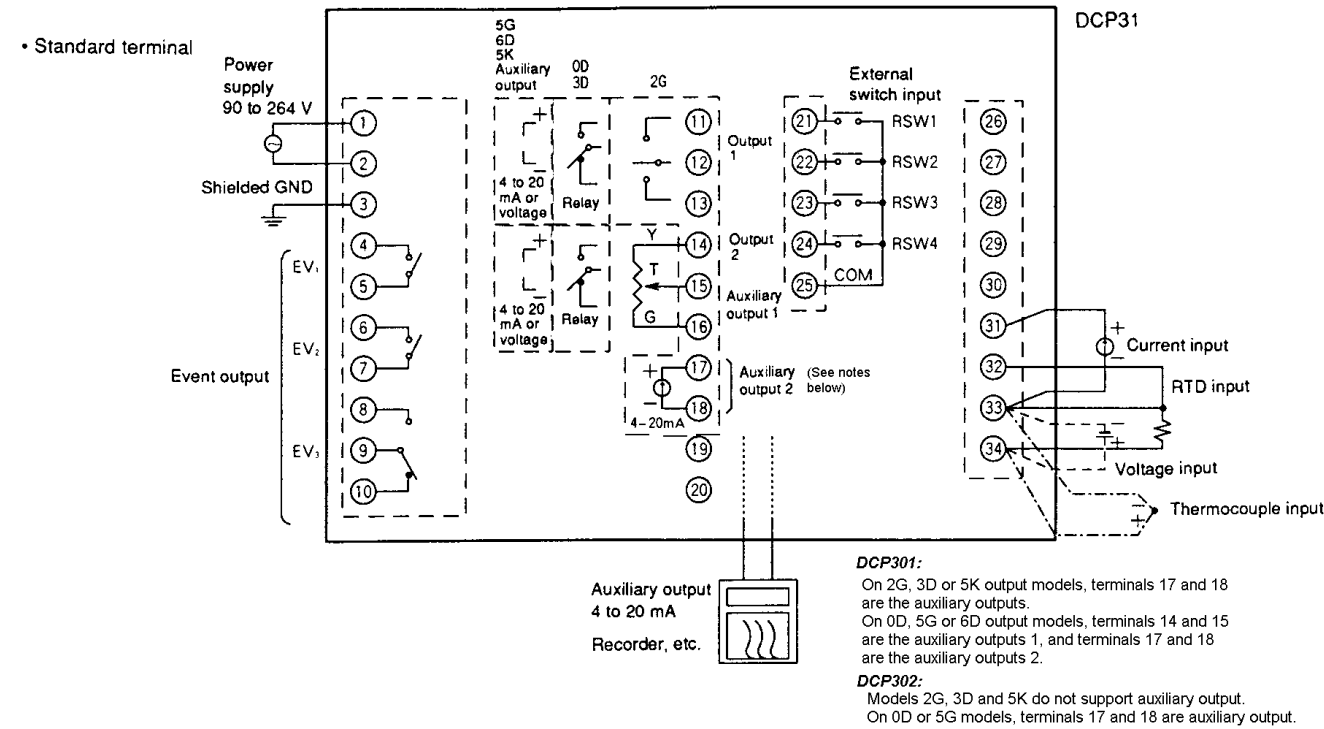 DCP31
• Standard terminal
Power
supply
90 to 264 V
Shielded GND
Event output
EV₁
EV₂
EV₃
1
2
3
4
5
6
7
8
9
10
5G
6D
5K
Auxiliary
output
0D
3D
2G
+
−
4 to 20
mA or
voltage
Relay
+
−
4 to 20
mA or
voltage
Relay
Y
T
G
+
−
4–20mA
11
12
13
14
15
16
17
18
19
20
Output
1
Output
2
Auxiliary
output 1
Auxiliary
output 2
(See notes
below)
External
switch input
21
22
23
24
25
RSW1
RSW2
RSW3
RSW4
COM
26
27
28
29
30
31
32
33
34
+
−
Current input
RTD input
−
+
Voltage input
−
+
Thermocouple input
Auxiliary output
4 to 20 mA
Recorder, etc.
DCP301:
On 2G, 3D or 5K output models, terminals 17 and 18
are the auxiliary outputs.
On 0D, 5G or 6D output models, terminals 14 and 15
are the auxiliary outputs 1, and terminals 17 and 18
are the auxiliary outputs 2.
DCP302:
Models 2G, 3D and 5K do not support auxiliary output.
On 0D or 5G models, terminals 17 and 18 are auxiliary output.